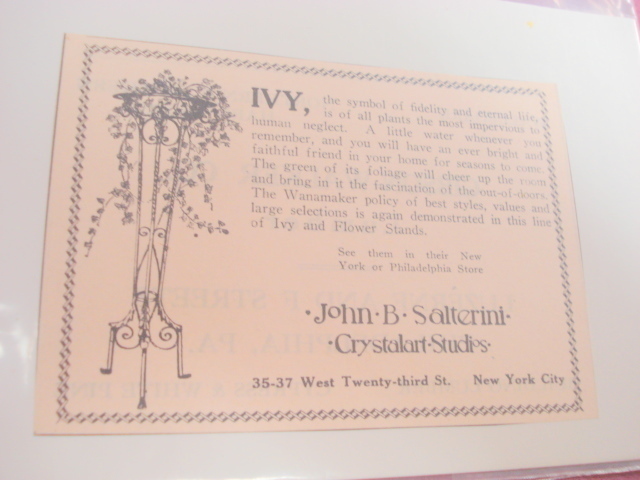 IVY, the symbol of fidelity and eternal life,
is of all plants the most impervious to
human neglect. A little water whenever you
remember, and you will have an ever bright and
faithful friend in your home for seasons to come.
The green of its foliage will cheer up the room
and bring in it the fascination of the out-of-doors.
The Wanamaker policy of best styles, values and
large selections is again demonstrated in this line
of Ivy and Flower Stands.
See them in their New
York or Philadelphia Store
·John·B·Salterini·
·Crystalart·Studios·
35-37 West Twenty-third St. New York City